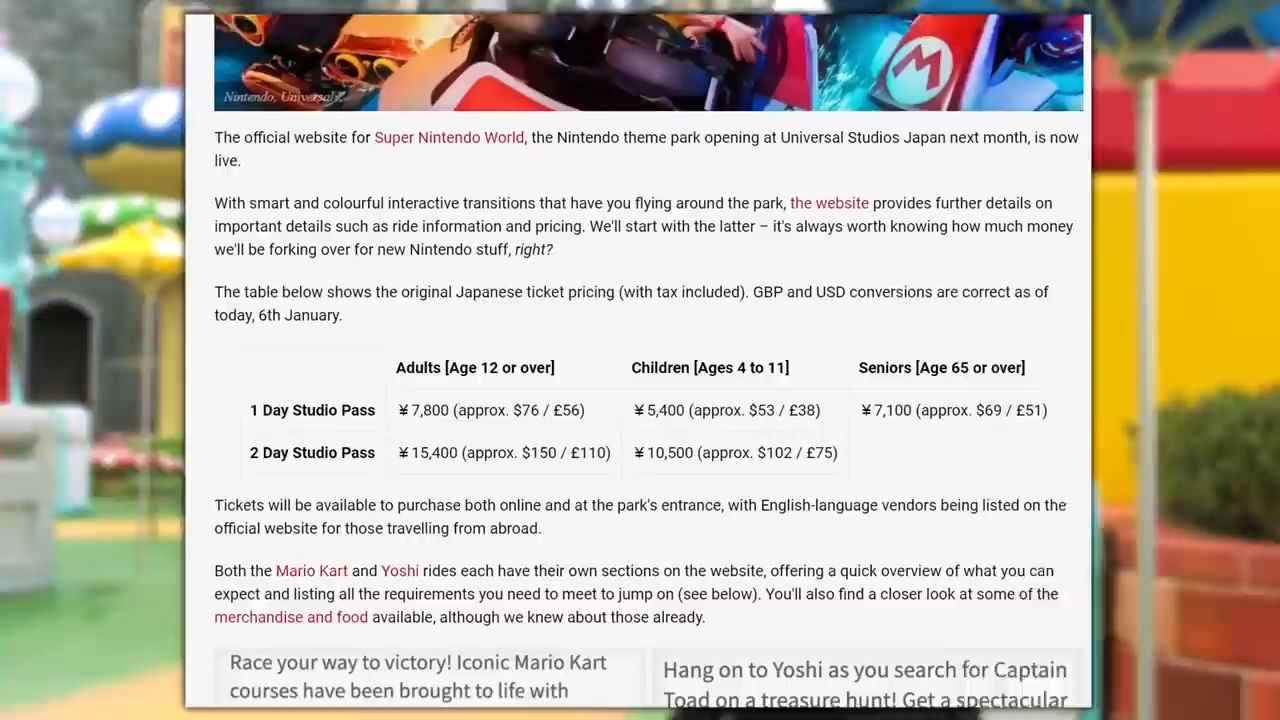 Nintendo, Universal
The official website for Super Nintendo World, the Nintendo theme park opening at Universal Studios Japan next month, is now
live.
With smart and colourful interactive transitions that have you flying around the park, the website provides further details on
important details such as ride information and pricing. We'll start with the latter – it's always worth knowing how much money
we'll be forking over for new Nintendo stuff, right?
The table below shows the original Japanese ticket pricing (with tax included). GBP and USD conversions are correct as of
today, 6th January.
Adults [Age 12 or over] Children [Ages 4 to 11] Seniors [Age 65 or over]
1 Day Studio Pass ¥ 7,800 (approx. $76 / £56) ¥ 5,400 (approx. $53 / £38) ¥ 7,100 (approx. $69 / £51)
2 Day Studio Pass ¥ 15,400 (approx. $150 / £110) ¥ 10,500 (approx. $102 / £75)
Tickets will be available to purchase both online and at the park's entrance, with English-language vendors being listed on the
official website for those travelling from abroad.
Both the Mario Kart and Yoshi rides each have their own sections on the website, offering a quick overview of what you can
expect and listing all the requirements you need to meet to jump on (see below). You'll also find a closer look at some of the
merchandise and food available, although we knew about those already.
Race your way to victory! Iconic Mario Kart
courses have been brought to life with
Hang on to Yoshi as you search for Captain
Toad on a treasure hunt! Get a spectacular